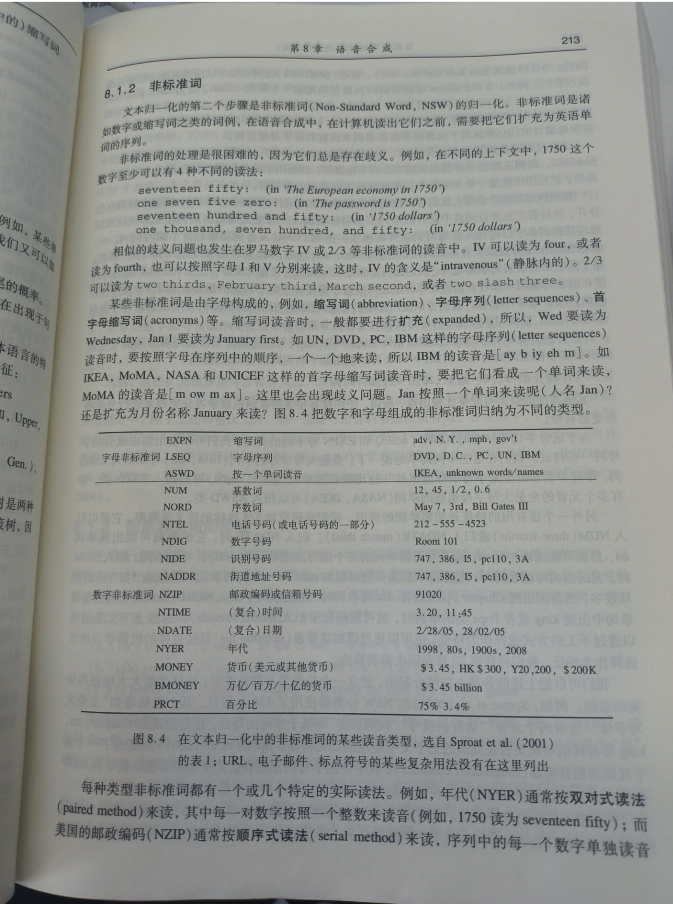 中的）缩写词
例如，某些
我们又可以
尾的概率。
在出现于句
本语言的特
征：
ers
Upper,
Gen.),
时是两种
策树，因
第8章 语音合成
213
8.1.2 非标准词
文本归一化的第二个步骤是非标准词(Non-Standard Word, NSW)的归一化。非标准词是诸
如数字或缩写词之类的词例，在语音合成中，在计算机读出它们之前，需要把它们扩充为英语单
词的序列。
非标准词的处理是很困难的，因为它们总是存在歧义。例如，在不同的上下文中，1750 这个
数字至少可以有 4 种不同的读法：
seventeen fifty: (in 'The European economy in 1750')
one seven five zero: (in 'The password is 1750')
seventeen hundred and fifty: (in '1750 dollars')
one thousand, seven hundred, and fifty: (in '1750 dollars')
相似的歧义问题也发生在罗马数字 IV 或 2/3 等非标准词的读音中。IV 可以读为 four，或者
读为 fourth，也可以按照字母 I 和 V 分别来读，这时，IV 的含义是“intravenous”(静脉内的)。2/3
可以读为 two thirds, February third, March second, 或者 two slash three。
某些非标准词是由字母构成的，例如，缩写词(abbreviation)、字母序列(letter sequences)、首
字母缩写词(acronyms)等。缩写词读音时，一般都要进行扩充(expanded)，所以，Wed 要读为
Wednesday，Jan 1 要读为 January first。如 UN, DVD, PC, IBM 这样的字母序列(letter sequences)
读音时，要按照字母在序列中的顺序，一个一个地来读，所以 IBM 的读音是[ay b iy eh m]。如
IKEA, MoMA, NASA 和 UNICEF 这样的首字母缩写词读音时，要把它们看成一个单词来读，
MoMA 的读音是[m ow m ax]。这里也会出现歧义问题。Jan 按照一个单词来读呢(人名 Jan)？
还是扩充为月份名称 January 来读？图 8.4 把数字和字母组成的非标准词归纳为不同的类型。
EXPN 缩写词 adv, N.Y., mph, gov't
字母非标准词 LSEQ 字母序列 DVD, D.C., PC, UN, IBM
ASWD 按一个单词读音 IKEA, unknown words/names
NUM 基数词 12, 45, 1/2, 0.6
NORD 序数词 May 7, 3rd, Bill Gates III
NTEL 电话号码(或电话号码的一部分) 212-555-4523
NDIG 数字号码 Room 101
NIDE 识别号码 747, 386, I5, pc110, 3A
NADDR 街道地址号码 747, 386, I5, pc110, 3A
数字非标准词 NZIP 邮政编码或信箱号码 91020
NTIME (复合)时间 3.20, 11:45
NDATE (复合)日期 2/28/05, 28/02/05
NYER 年代 1998, 80s, 1900s, 2008
MONEY 货币(美元或其他货币) $3.45, HK$300, Y20,200, $200K
BMONEY 万亿/百万/十亿的货币 $3.45 billion
PRCT 百分比 75% 3.4%
图 8.4 在文本归一化中的非标准词的某些读音类型，选自 Sproat et al. (2001)
的表 1；URL、电子邮件、标点符号的某些复杂用法没有在这里列出
每种类型非标准词都有一个或几个特定的实际读法。例如，年代(NYER)通常按双对式读法
(paired method)来读，其中每一对数字按照一个整数来读音(例如，1750 读为 seventeen fifty)；而
美国的邮政编码(NZIP)通常按顺序式读法(serial method)来读，序列中的每一个数字单独读音